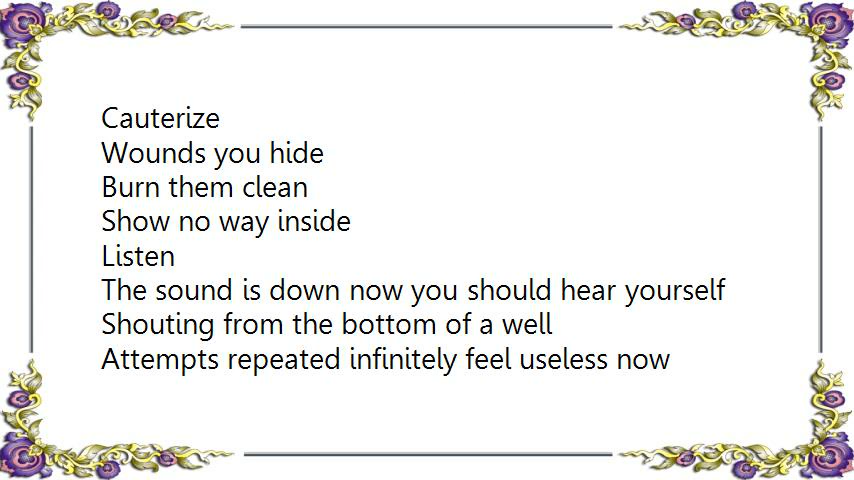 Cauterize
Wounds you hide
Burn them clean
Show no way inside
Listen
The sound is down now you should hear yourself
Shouting from the bottom of a well
Attempts repeated infinitely feel useless now